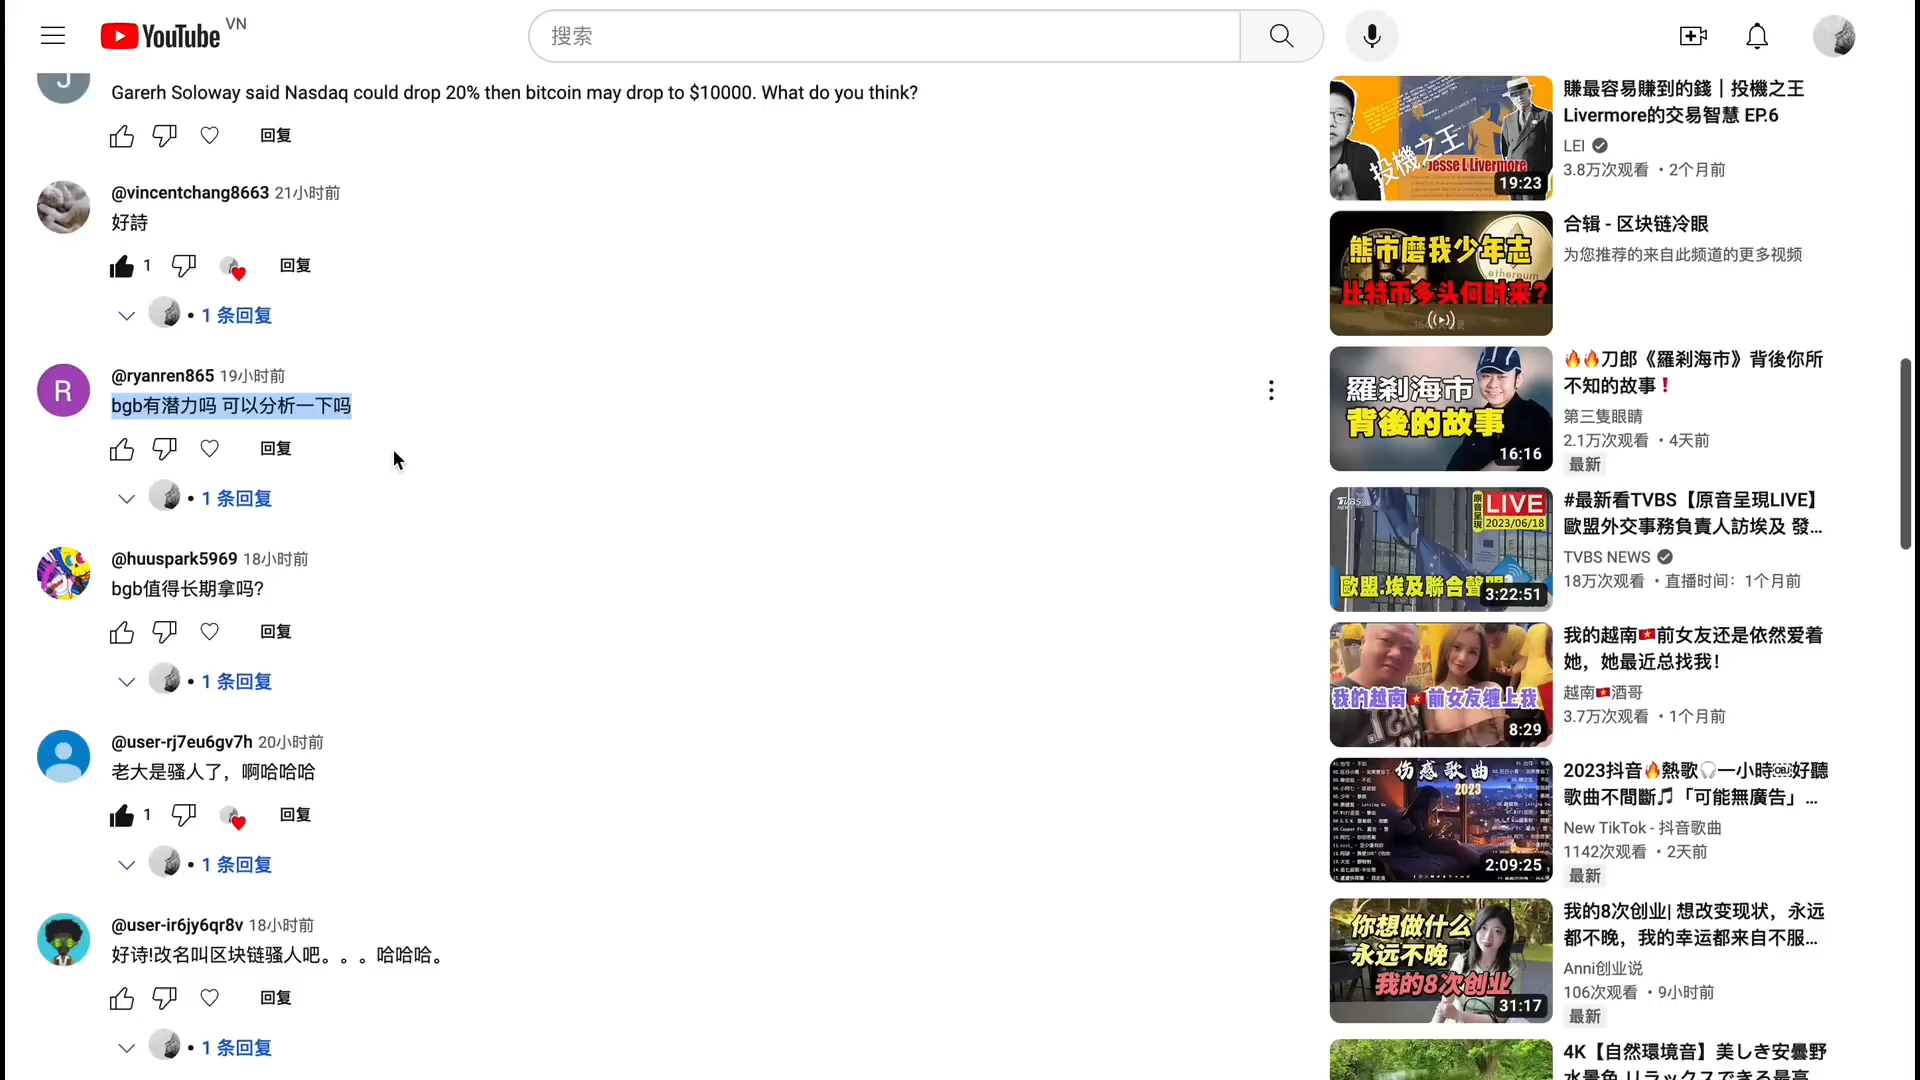 YouTube VN
搜索
Garerh Soloway said Nasdaq could drop 20% then bitcoin may drop to $10000. What do you think?
回复
@vincentchang8663 21小时前
好詩
1 回复
• 1 条回复
R
@ryanren865 19小时前
bgb有潜力吗 可以分析一下吗
回复
• 1 条回复
@huuspark5969 18小时前
bgb值得长期拿吗?
回复
• 1 条回复
@user-rj7eu6gv7h 20小时前
老大是骚人了，啊哈哈哈
1 回复
• 1 条回复
@user-ir6jy6qr8v 18小时前
好诗!改名叫区块链骚人吧。。。哈哈哈。
回复
• 1 条回复
投機之王
Jesse L Livermore
19:23
賺最容易賺到的錢｜投機之王
Livermore的交易智慧 EP.6
LEI
3.8万次观看 • 2个月前
熊市磨我少年志
ethereum
比特币多头何时来?
合辑 - 区块链冷眼
为您推荐的来自此频道的更多视频
羅剎海市
背後的故事
16:16
🔥🔥刀郎《羅剎海市》背後你所
不知的故事❗
第三隻眼睛
2.1万次观看 • 4天前
最新
TVBS
NEWS
原音呈現
LIVE
2023/06/18
歐盟.埃及聯合聲明
3:22:51
#最新看TVBS【原音呈現LIVE】
歐盟外交事務負責人訪埃及 發...
TVBS NEWS
18万次观看 • 直播时间：1个月前
我的越南🇻🇳前女友缠上我
8:29
我的越南🇻🇳前女友还是依然爱着
她，她最近总找我！
越南🇻🇳酒哥
3.7万次观看 • 1个月前
伤感歌曲
2023
2:09:25
2023抖音🔥熱歌🎧一小時￼好聽
歌曲不間斷🎵「可能無廣告」...
New TikTok - 抖音歌曲
1142次观看 • 2天前
最新
你想做什么
永远不晚
我的8次创业
31:17
我的8次创业| 想改变现状，永远
都不晚，我的幸运都来自不服...
Anni创业说
106次观看 • 9小时前
最新
4K【自然環境音】美しき安曇野